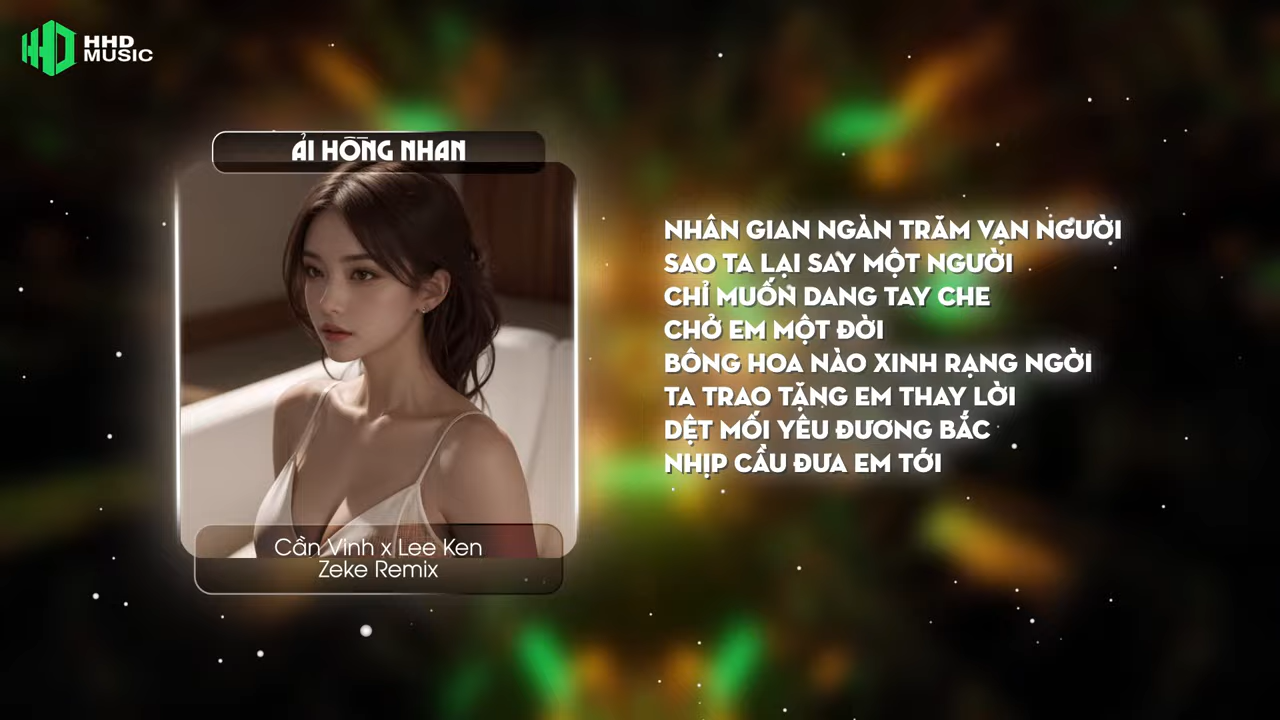 HHD
MUSIC
ẢI HỒNG NHAN
Cần Vinh x Lee Ken
Zeke Remix
NHÂN GIAN NGÀN TRĂM VẠN NGƯỜI
SAO TA LẠI SAY MỘT NGƯỜI
CHỈ MUỐN DANG TAY CHE
CHỞ EM MỘT ĐỜI
BÔNG HOA NÀO XINH RẠNG NGỜI
TA TRAO TẶNG EM THAY LỜI
DỆT MỐI YÊU ĐƯƠNG BẮC
NHỊP CẦU ĐƯA EM TỚI